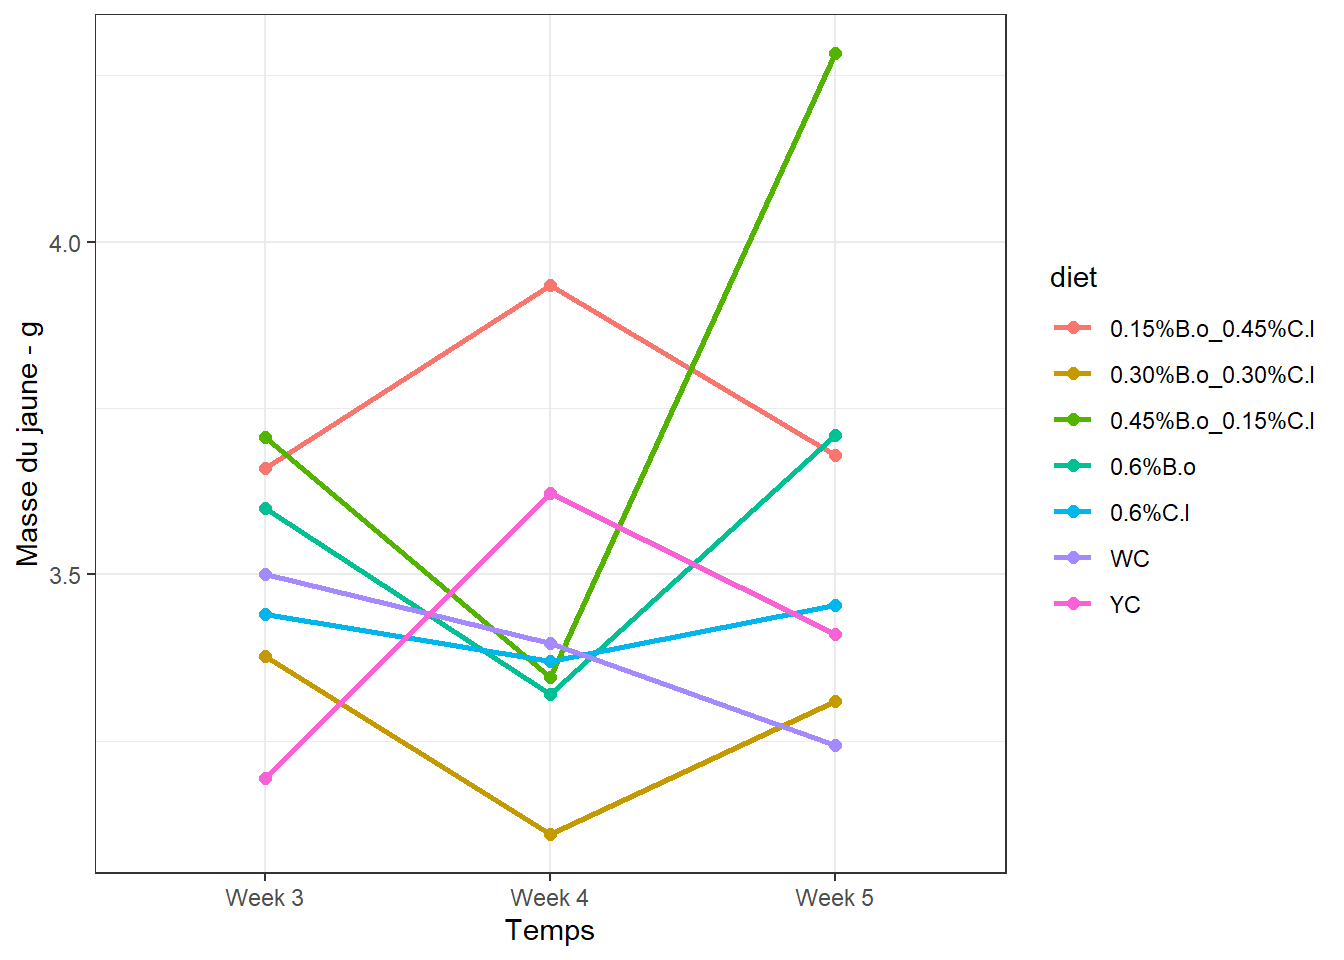 4.0
3.5
Masse du jaune - g
Week 3
Week 4
Week 5
Temps
diet
0.15%B.o_0.45%C.l
0.30%B.o_0.30%C.l
0.45%B.o_0.15%C.l
0.6%B.o
0.6%C.l
WC
YC